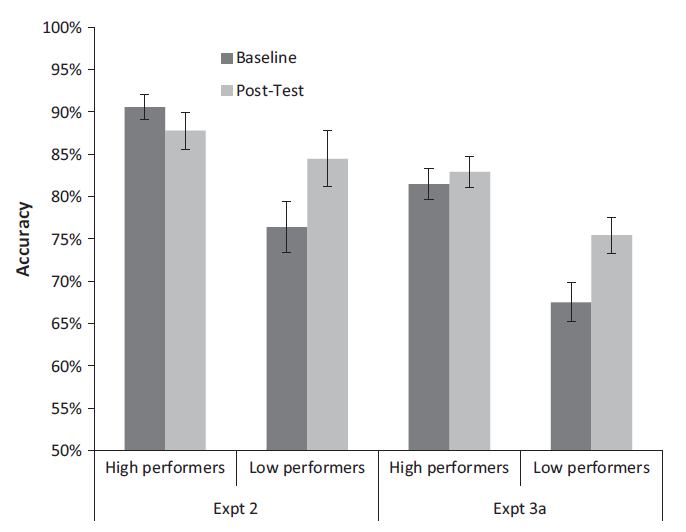 100%
95%
90%
85%
80%
75%
70%
65%
60%
55%
50%
Accuracy
Baseline
Post-Test
High performers Low performers High performers Low performers
Expt 2 Expt 3a